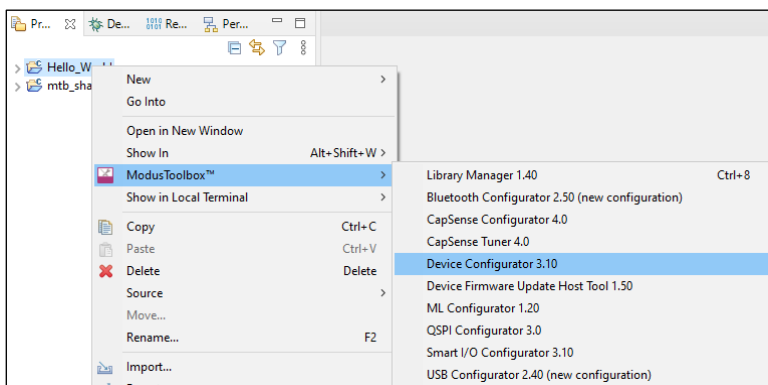 Pr... De... Re... Per...
Hello_W
mtb_sha
New
Go Into
Open in New Window
Show In Alt+Shift+W >
ModusToolbox™
Show in Local Terminal
Copy Ctrl+C
Paste Ctrl+V
Delete Delete
Source
Move...
Rename... F2
Import...
Library Manager 1.40 Ctrl+8
Bluetooth Configurator 2.50 (new configuration)
CapSense Configurator 4.0
CapSense Tuner 4.0
Device Configurator 3.10
Device Firmware Update Host Tool 1.50
ML Configurator 1.20
QSPI Configurator 3.0
Smart I/O Configurator 3.10
USB Configurator 2.40 (new configuration)